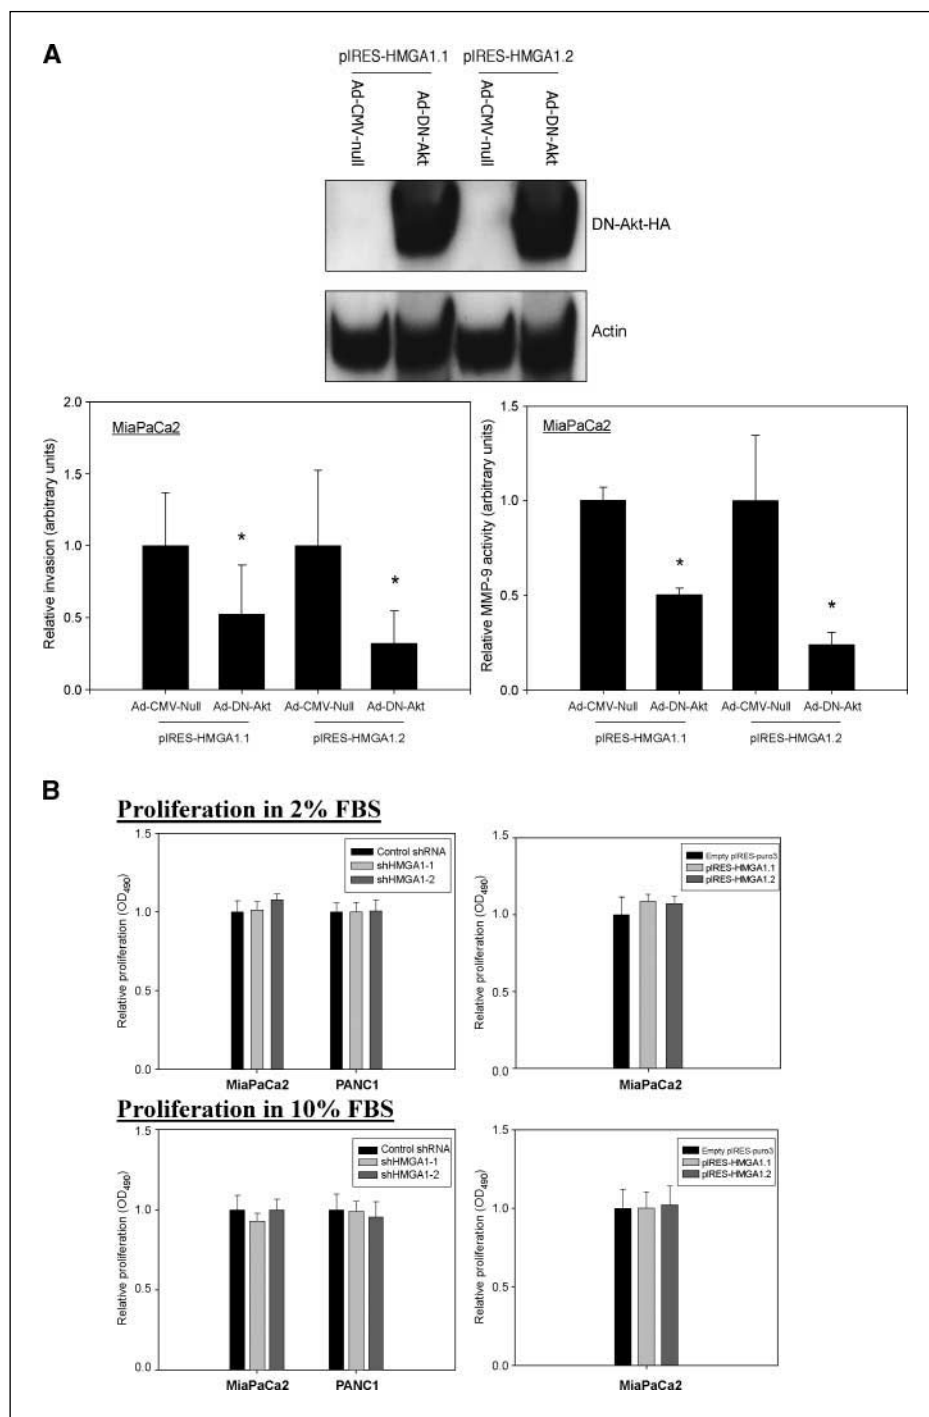 A
pIRES-HMGA1.1 pIRES-HMGA1.2
Ad-CMV-null
Ad-DN-Akt
Ad-CMV-null
Ad-DN-Akt
DN-Akt-HA
Actin
Relative invasion (arbitrary units)
2.0
1.5
1.0
0.5
0.0
MiaPaCa2
*
*
Ad-CMV-Null Ad-DN-Akt Ad-CMV-Null Ad-DN-Akt
pIRES-HMGA1.1 pIRES-HMGA1.2
Relative MMP-9 activity (arbitrary units)
1.5
1.0
0.5
0.0
MiaPaCa2
*
*
Ad-CMV-Null Ad-DN-Akt Ad-CMV-Null Ad-DN-Akt
pIRES-HMGA1.1 pIRES-HMGA1.2
B
Proliferation in 2% FBS
Relative proliferation (OD490)
1.5
1.0
0.5
0.0
Control shRNA
shHMGA1-1
shHMGA1-2
MiaPaCa2 PANC1
Relative proliferation (OD490)
1.5
1.0
0.5
0.0
Empty pIRES-puro3
pIRES-HMGA1.1
pIRES-HMGA1.2
MiaPaCa2
Proliferation in 10% FBS
Relative proliferation (OD490)
1.5
1.0
0.5
0.0
Control shRNA
shHMGA1-1
shHMGA1-2
MiaPaCa2 PANC1
Relative proliferation (OD490)
1.5
1.0
0.5
0.0
Empty pIRES-puro3
pIRES-HMGA1.1
pIRES-HMGA1.2
MiaPaCa2